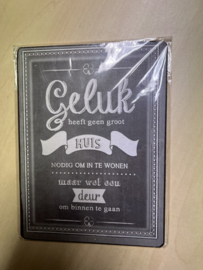 &
Geluk
heeft geen groot
HUIS
NODIG OM IN TE WONEN
maar wel een
deur
om binnen te gaan
&